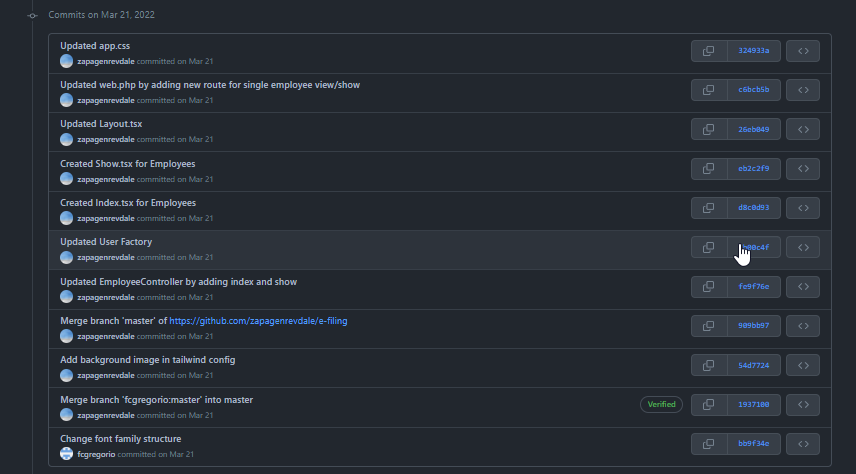 Commits on Mar 21, 2022
Updated app.css
zapagenrevdale committed on Mar 21
324933a
Updated web.php by adding new route for single employee view/show
zapagenrevdale committed on Mar 21
c6bcb5b
Updated Layout.tsx
zapagenrevdale committed on Mar 21
26eb049
Created Show.tsx for Employees
zapagenrevdale committed on Mar 21
eb2c2f9
Created Index.tsx for Employees
zapagenrevdale committed on Mar 21
d8c0d93
Updated User Factory
zapagenrevdale committed on Mar 21
Updated EmployeeController by adding index and show
zapagenrevdale committed on Mar 21
fe9f76e
Merge branch 'master' of https://github.com/zapagenrevdale/e-filing
zapagenrevdale committed on Mar 21
909bb97
Add background image in tailwind config
zapagenrevdale committed on Mar 21
54d7724
Merge branch 'fcgregorio:master' into master
zapagenrevdale committed on Mar 21
Verified
1937100
Change font family structure
fcgregorio committed on Mar 21
bb9f34e